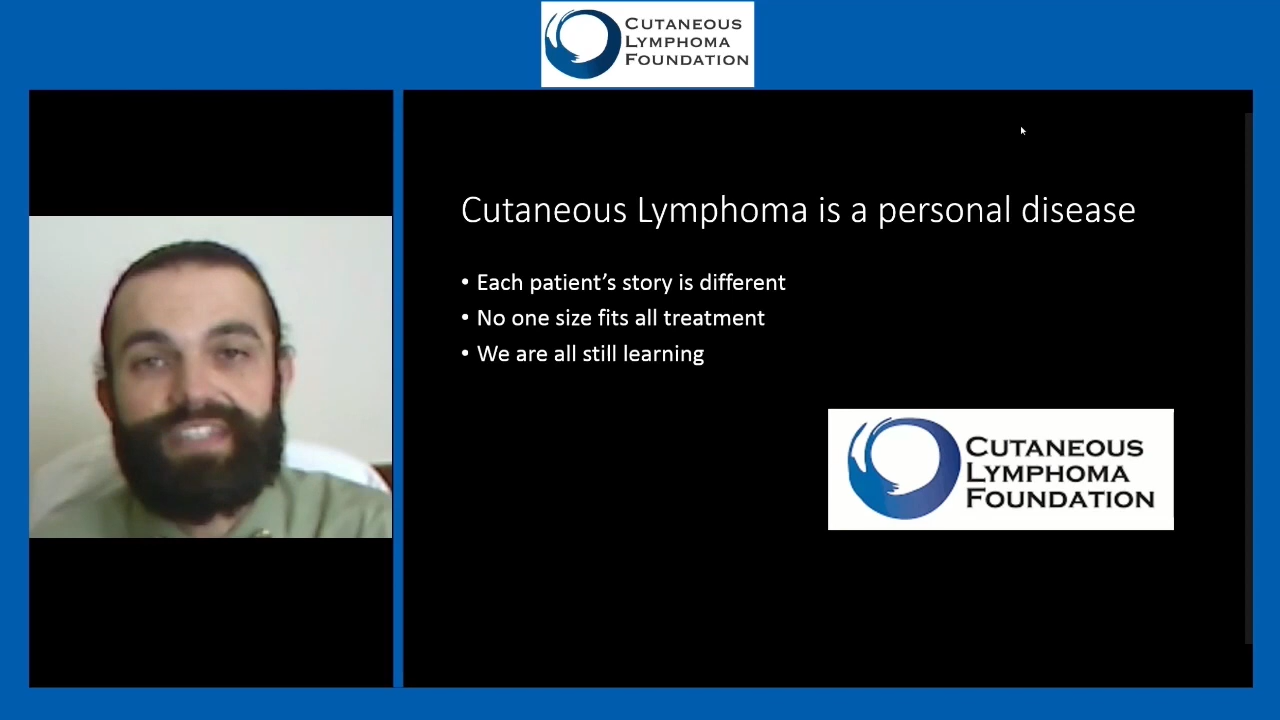 CUTANEOUS
LYMPHOMA
FOUNDATION
Cutaneous Lymphoma is a personal disease
• Each patient’s story is different
• No one size fits all treatment
• We are all still learning
CUTANEOUS
LYMPHOMA
FOUNDATION